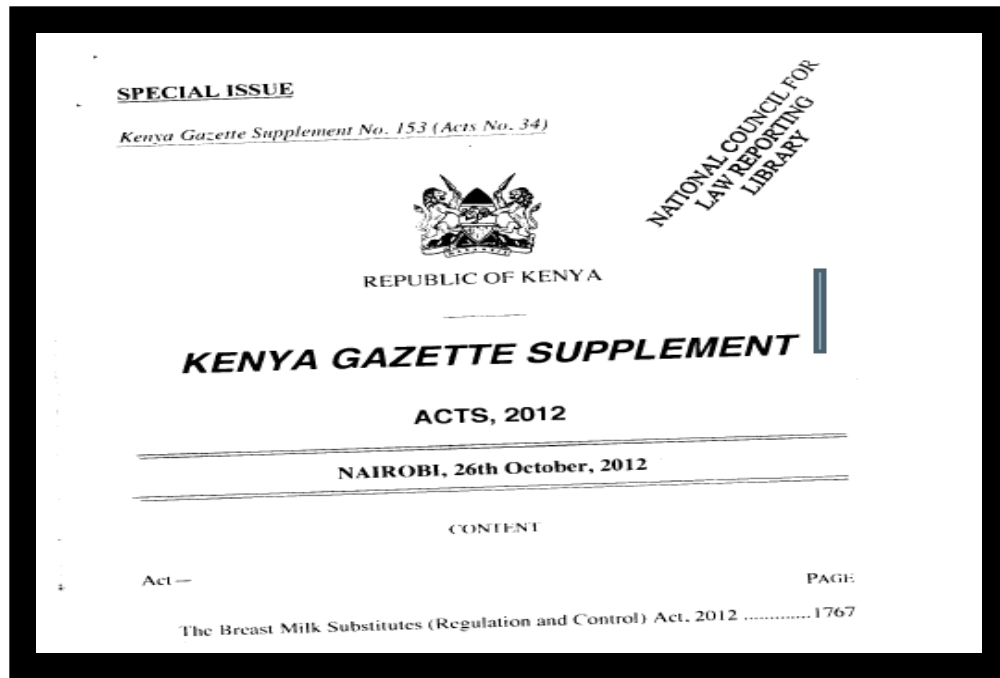 SPECIAL ISSUE
Kenya Gazette Supplement No. 153 (Acts No. 34)
NATIONAL COUNCIL FOR
LAW REPORTING
LIBRARY
REPUBLIC OF KENYA
KENYA GAZETTE SUPPLEMENT
ACTS, 2012
NAIROBI, 26th October, 2012
CONTENT
Act —
PAGE
The Breast Milk Substitutes (Regulation and Control) Act, 2012 .............1767